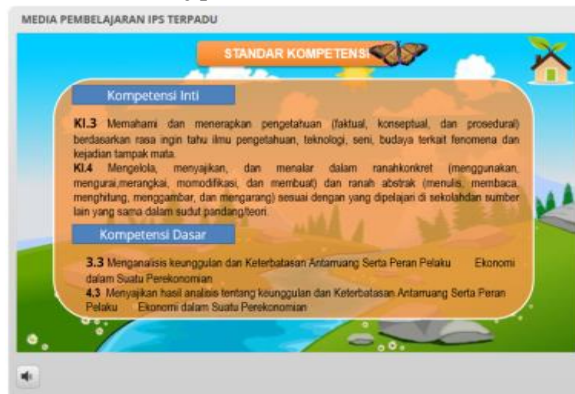 MEDIA PEMBELAJARAN IPS TERPADU
STANDAR KOMPETENSI
Kompetensi Inti
KI.3 Memahami dan menerapkan pengetahuan (faktual, konseptual, dan prosedural)
berdasarkan rasa ingin tahu ilmu pengetahuan, teknologi, seni, budaya terkait fenomena dan
kejadian tampak mata.
KI.4 Mengelola, menyajikan, dan menalar dalam ranahkonkret (menggunakan,
mengurai,merangkai, momodifikasi, dan membuat) dan ranah abstrak (menulis, membaca,
menghitung, menggambar, dan mengarang) sesuai dengan yang dipelajari di sekolahdan sumber
lain yang sama dalam sudut pandang/teori.
Kompetensi Dasar
3.3 Menganalisis keunggulan dan Keterbatasan Antarruang Serta Peran Pelaku Ekonomi
dalam Suatu Perekonomian
4.3 Menyajikan hasil analisis tentang keunggulan dan Keterbatasan Antarruang Serta Peran
Pelaku Ekonomi dalam Suatu Perekonomian